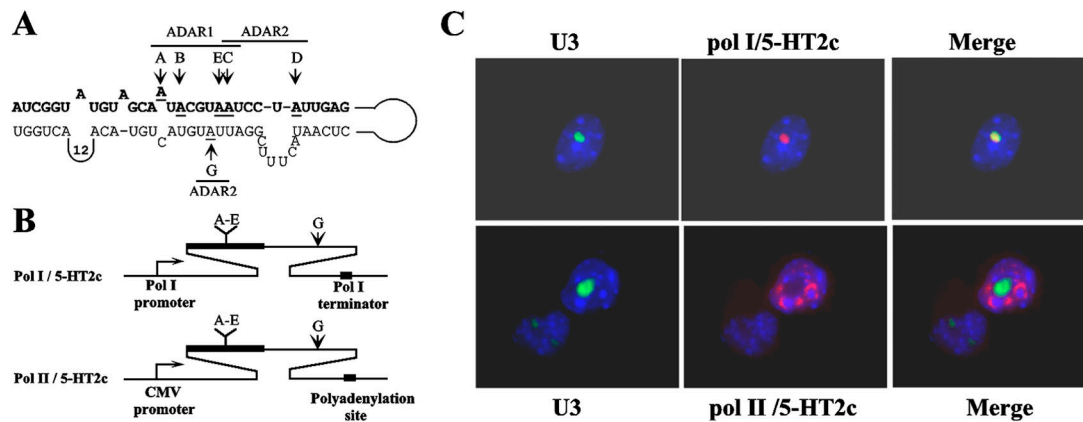 A
ADAR1
ADAR2
A B EC D
A A A
AUCGGU UGU GCA UACGUAAUCC-U-AUUGAG
UGGUCA ACA-UGU AUGUAUUAGG UAACUC
12
C
C U U U C A
G
ADAR2
B
A-E
G
Pol I / 5-HT2c
Pol I
promoter
Pol I
terminator
A-E
G
Pol II / 5-HT2c
CMV
promoter
Polyadenylation
site
C
U3
pol I/5-HT2c
Merge
U3
pol II /5-HT2c
Merge